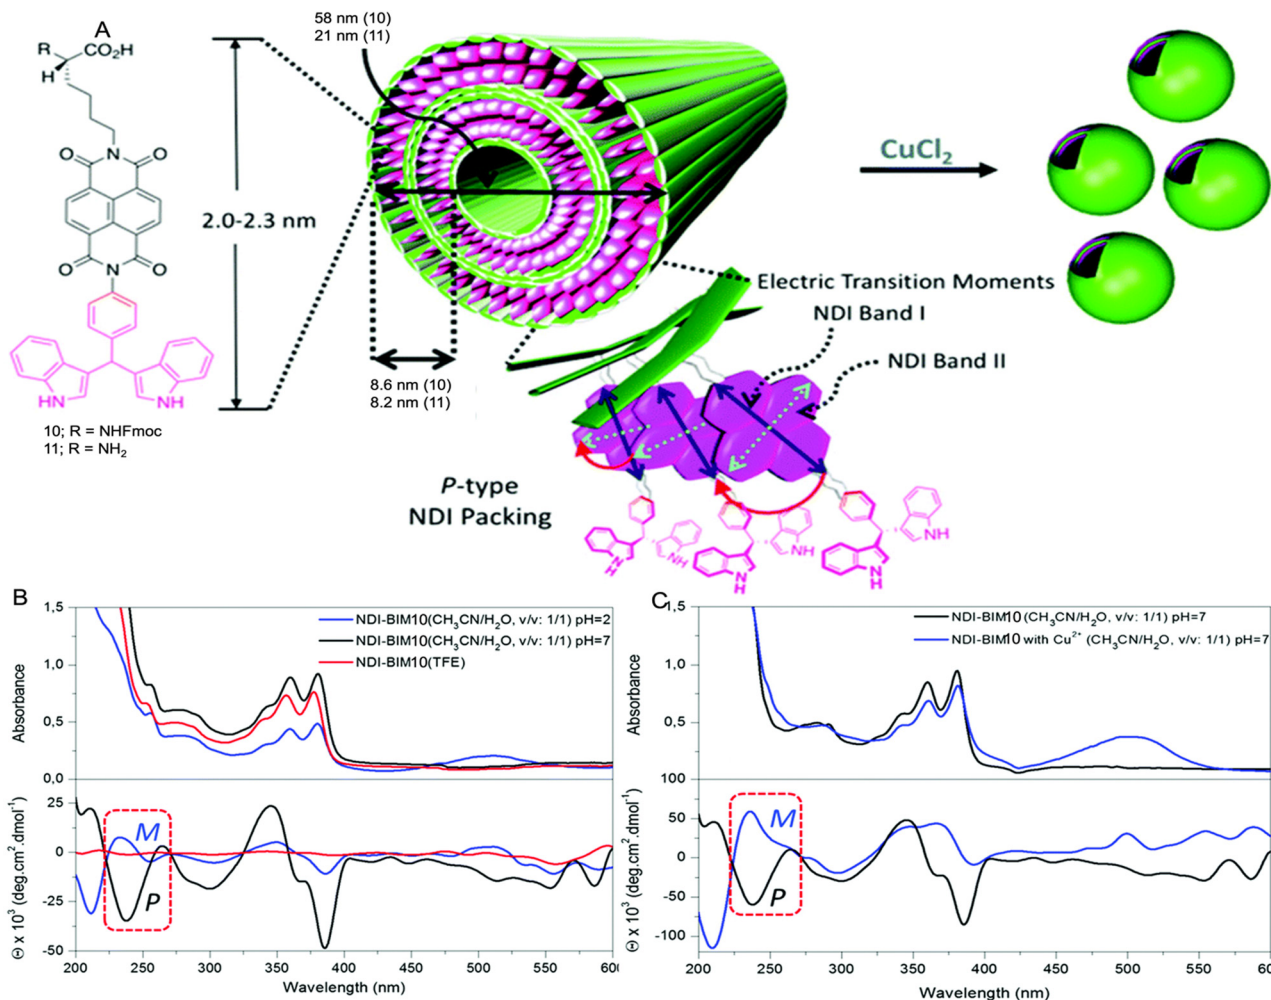 A
R
CO₂H
H
O
O
N
O
O
N
HN
NH
10; R = NHFmoc
11; R = NH₂
2.0-2.3 nm
58 nm (10)
21 nm (11)
8.6 nm (10)
8.2 nm (11)
CuCl₂
Electric Transition Moments
NDI Band I
NDI Band II
P-type
NDI Packing
N
H
NH
N
H
NH
N
H
NH
B
1,5
1,0
0,5
0,0
Absorbance
NDI-BIM10(CH₃CN/H₂O, v/v: 1/1) pH=2
NDI-BIM10(CH₃CN/H₂O, v/v: 1/1) pH=7
NDI-BIM10(TFE)
25
0
-25
-50
Θ x 10³ (deg.cm².dmol⁻¹)
M
P
200 250 300 350 400 450 500 550 600
Wavelength (nm)
C
1,5
1,0
0,5
100
Absorbance
NDI-BIM10 (CH₃CN/H₂O, v/v: 1/1) pH=7
NDI-BIM10 with Cu²⁺ (CH₃CN/H₂O, v/v: 1/1) pH=7
50
0
-50
-100
Θ x 10³ (deg.cm².dmol⁻¹)
M
P
200 250 300 350 400 450 500 550 600
Wavelength (nm)